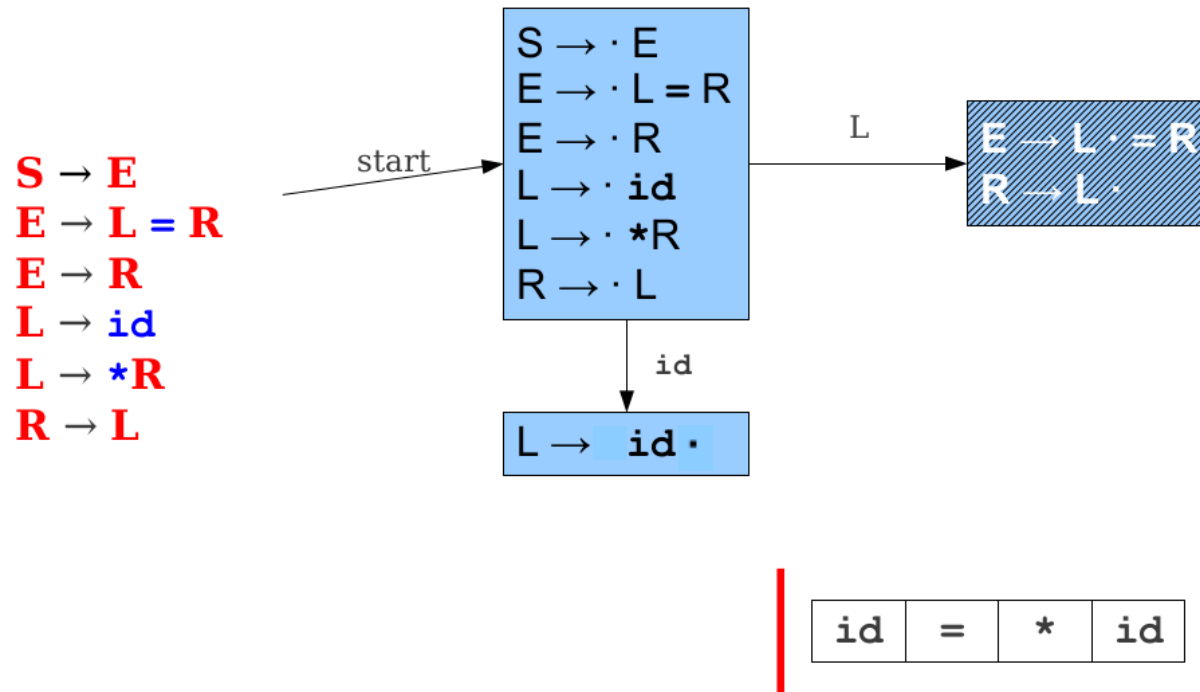 S → E
E → L = R
E → R
L → id
L → *R
R → L
start
S → · E
E → · L = R
E → · R
L → · id
L → · *R
R → · L
L
E → L · = R
R → L ·
id
L → id ·
id = * id